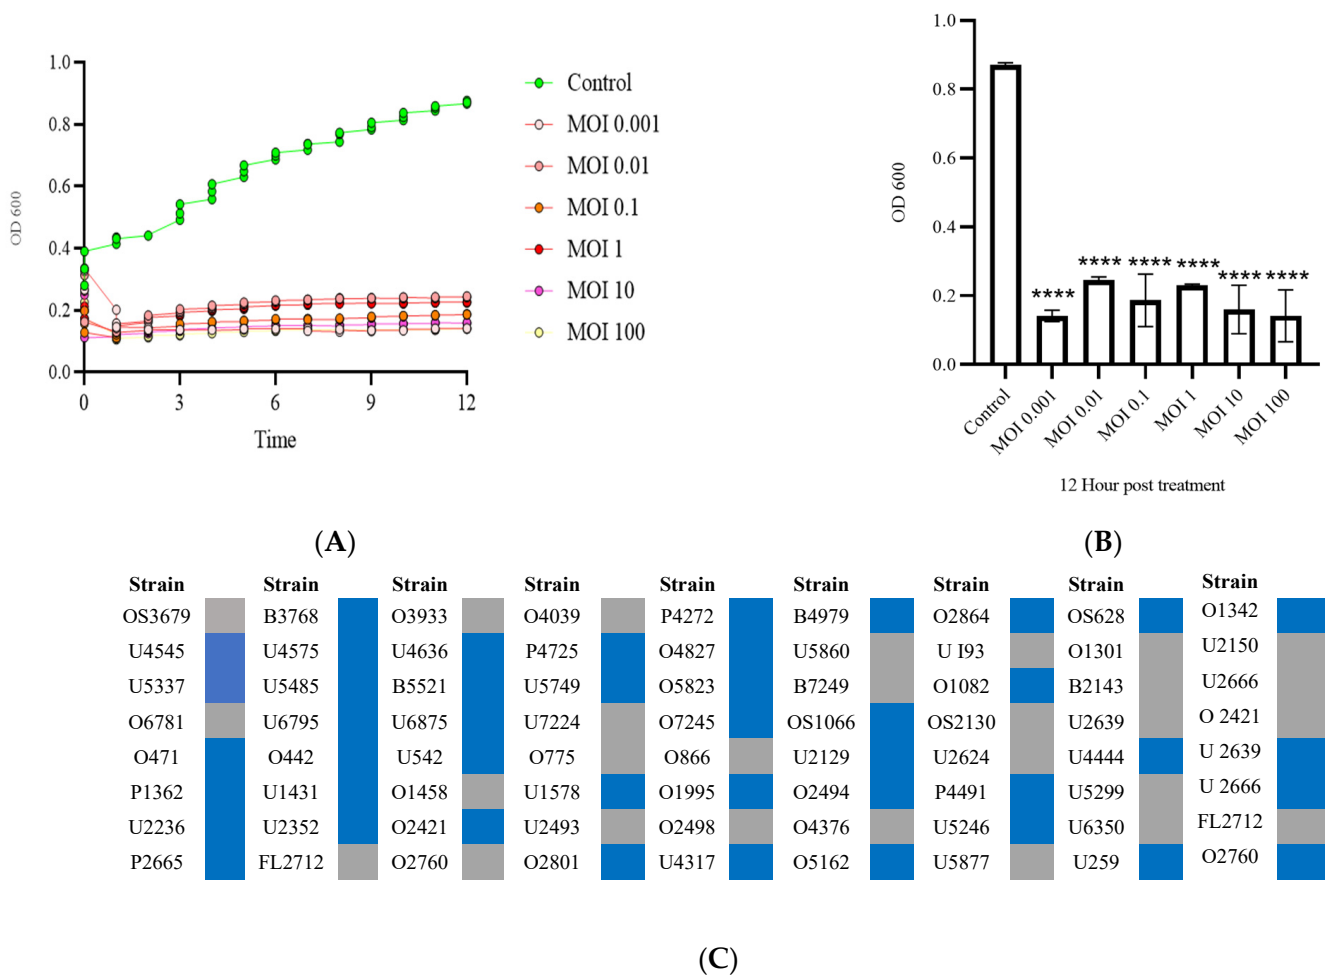 1.0
0.8
0.6
0.4
0.2
0.0
OD 600
0 3 6 9 12
Time
Control
MOI 0.001
MOI 0.01
MOI 0.1
MOI 1
MOI 10
MOI 100
(A)
1.0
0.8
0.6
0.4
0.2
0.0
OD 600
**** **** **** **** **** ****
Control MOI 0.001 MOI 0.01 MOI 0.1 MOI 1 MOI 10 MOI 100
12 Hour post treatment
(B)
Strain Strain Strain Strain Strain Strain Strain Strain Strain
OS3679 B3768 O3933 O4039 P4272 B4979 O2864 OS628 O1342
U4545 U4575 U4636 P4725 O4827 U5860 U I93 O1301 U2150
U5337 U5485 B5521 U5749 O5823 B7249 O1082 B2143 U2666
O6781 U6795 U6875 U7224 O7245 OS1066 OS2130 U2639 O 2421
O471 O442 U542 O775 O866 U2129 U2624 U4444 U 2639
P1362 U1431 O1458 U1578 O1995 O2494 P4491 U5299 U 2666
U2236 U2352 O2421 U2493 O2498 O4376 U5246 U6350 FL2712
P2665 FL2712 O2760 O2801 U4317 O5162 U5877 U259 O2760
(C)